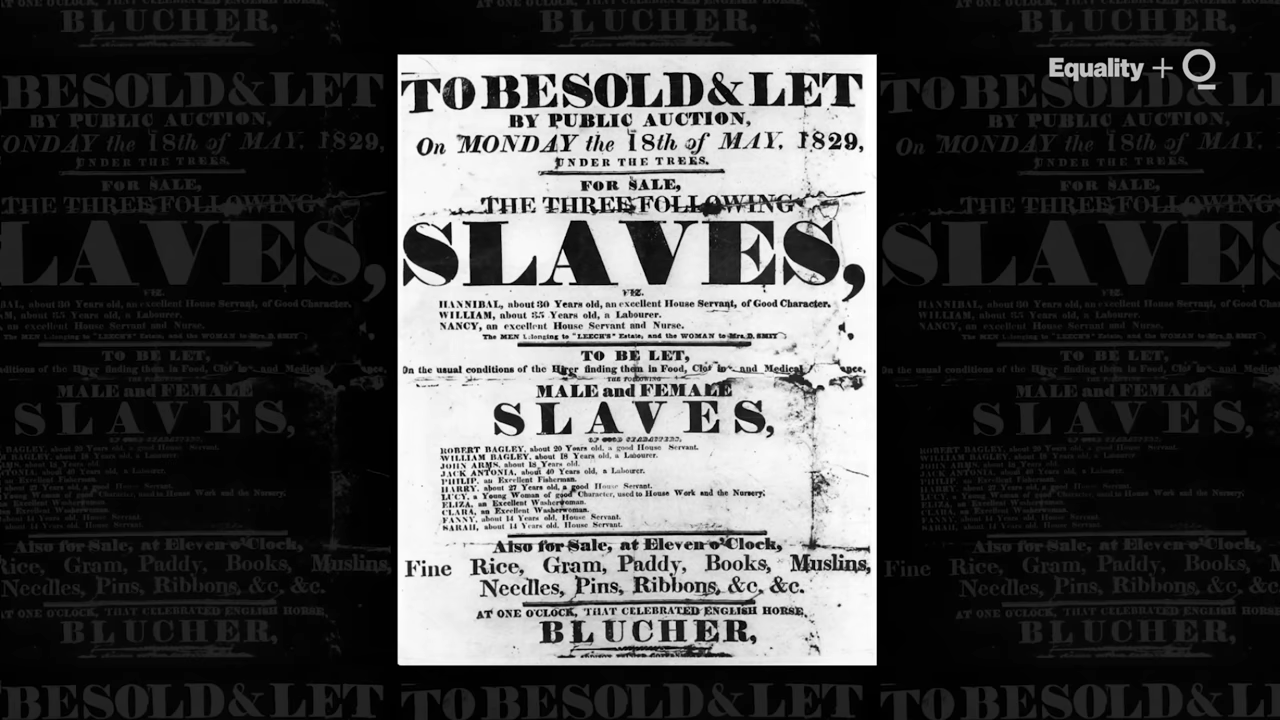 Equality +
TO BE SOLD & LET
BY PUBLIC AUCTION,
On MONDAY the 18th of MAY, 1829,
UNDER THE TREES.
FOR SALE,
THE THREE FOLLOWING
SLAVES,
VIZ.
HANNIBAL, about 30 Years old, an excellent House Servant, of Good Character.
WILLIAM, about 35 Years old, a Labourer.
NANCY, an excellent House Servant and Nurse.
The MEN belonging to "LEECH'S" Estate, and the WOMAN to Mrs. D. SMIT
TO BE LET,
On the usual conditions of the Hirer finding them in Food, and Medical
THE FOLLOWING
MALE and FEMALE
SLAVES,
OF GOOD CHARACTERS,
ROBERT BAGLEY, about 20 Years old, a good House Servant.
WILLIAM BAGLEY, about 18 Years old, a Labourer.
JOHN ARMS, about 18 Years old.
JACK ANTONIA, about 40 Years old, a Labourer.
PHILIP, an Excellent Fisherman.
HARRY, about 27 Years old, a good House Servant.
LUCY, a Young Woman of good Character, used to House Work and the Nursery;
ELIZA, an Excellent Washerwoman.
CLARA, an Excellent Washerwoman.
FANNY, about 14 Years old, House Servant.
SARAH, about 14 Years old, House Servant.
Also for Sale, at Eleven o'Clock,
Fine Rice, Gram, Paddy, Books, Muslins,
Needles, Pins, Ribbons, &c. &c.
AT ONE O'CLOCK, THAT CELEBRATED ENGLISH HORSE,
BLUCHER,